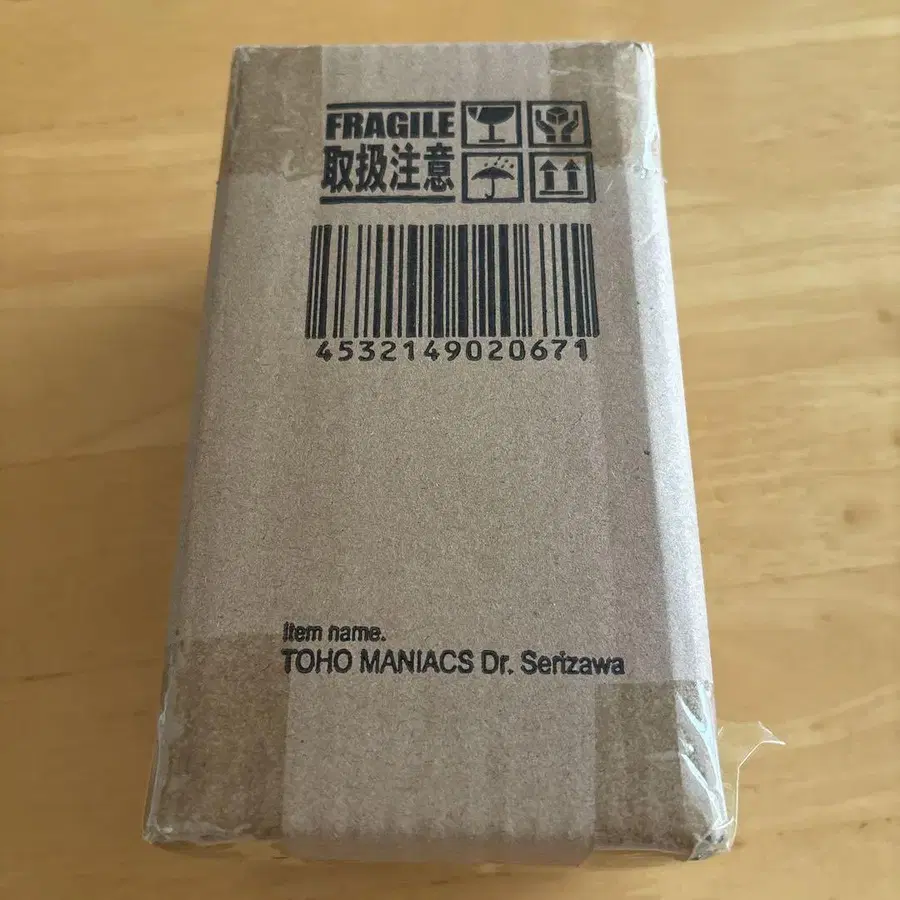 FRAGILE
取扱注意
4532149020671
Item name.
TOHO MANIACS Dr. Serizawa